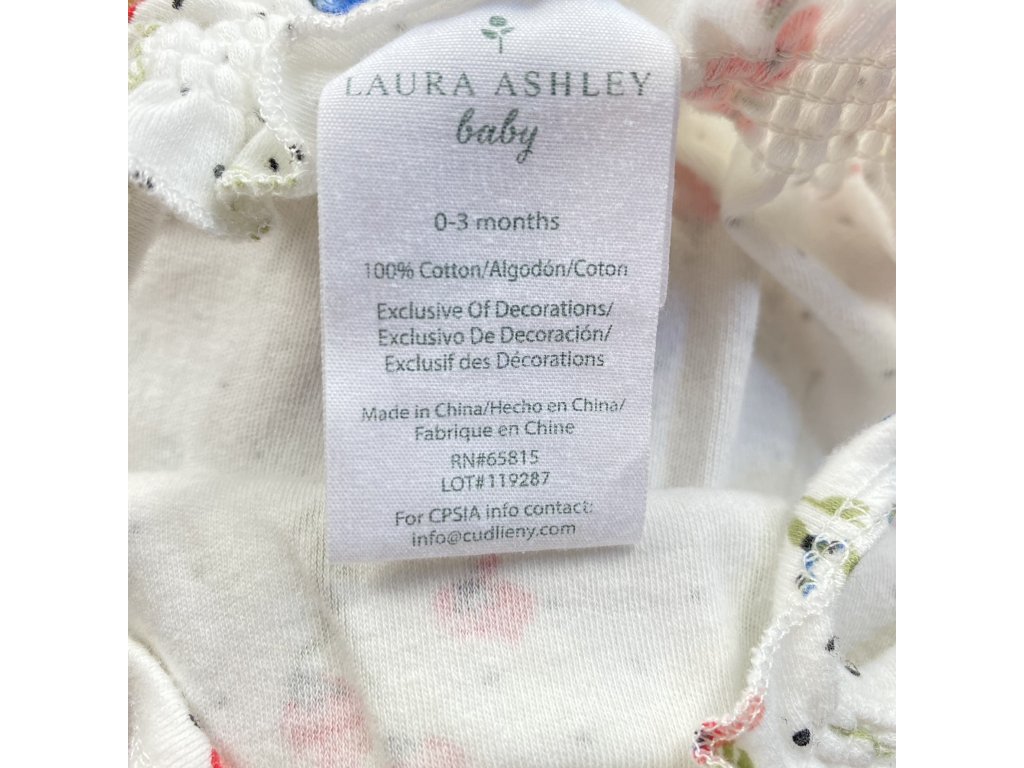 LAURA ASHLEY
baby
0-3 months
100% Cotton/Algodón/Coton
Exclusive Of Decorations/
Exclusivo De Decoración/
Exclusif des Décorations
Made in China/Hecho en China/
Fabrique en Chine
RN#65815
LOT#119287
For CPSIA info contact:
info@cudlieny.com